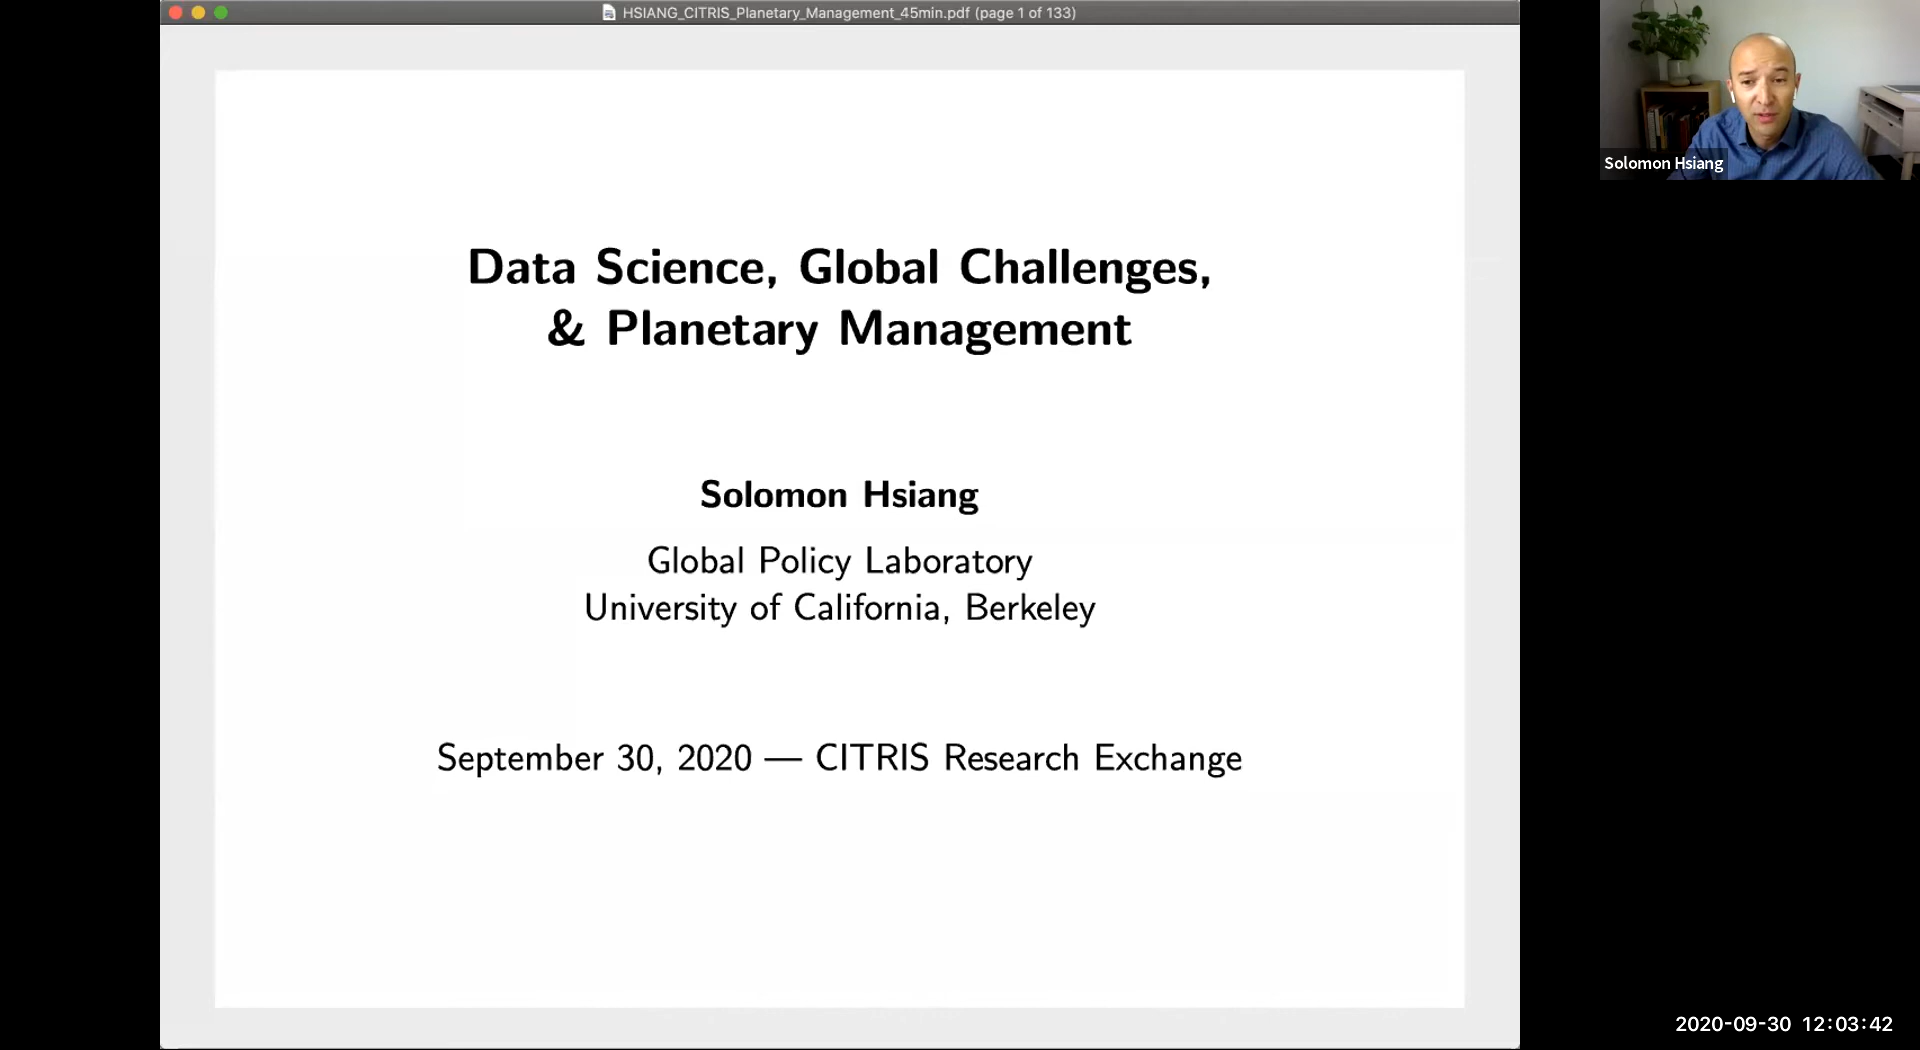 HSIANG_CITRIS_Planetary_Management_45min.pdf (page 1 of 133)
Data Science, Global Challenges,
& Planetary Management
Solomon Hsiang
Global Policy Laboratory
University of California, Berkeley
September 30, 2020 — CITRIS Research Exchange
Solomon Hsiang
2020-09-30 12:03:42